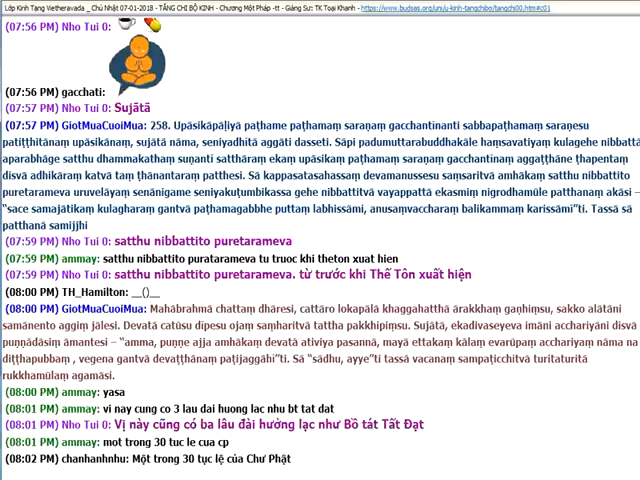 Lớp Kinh Tạng Vietheravada _ Chủ Nhật 07-01-2018 - TĂNG CHI BỘ KINH - Chương Một Pháp -tt - Giảng Sư: TK Toại Khanh - https://www.budsas.org/uni/u-kinh-tangchibo/tangchi00.htm#c01
(07:56 PM) Nho Tui 0:
(07:56 PM) gacchati:
(07:57 PM) Nho Tui 0: Sujātā
(07:57 PM) GiotMuaCuoiMua: 258. Upāsikāpāḷiyā paṭhame paṭhamaṃ saraṇaṃ gacchantinanti sabbapaṭhamaṃ saraṇesu
patiṭṭhitānaṃ upāsikānaṃ, sujātā nāma, seniyadhitā aggāti dasseti. Sāpi padumuttarabuddhakāle haṃsavatiyaṃ kulagehe nibbattā
aparabhāge satthu dhammakathaṃ suṇanti satthāraṃ ekaṃ upāsikaṃ paṭhamaṃ saraṇaṃ gacchantinaṃ aggaṭṭhāne ṭhapentaṃ
disvā adhikāraṃ katvā taṃ ṭhānantaraṃ patthesi. Sā kappasatasahassaṃ devamanussesu saṃsaritvā amhākaṃ satthu nibbattito
puretarameva uruvelāyaṃ senānigame seniyakuṭumbikassa gehe nibbattitvā vayappattā ekasmiṃ nigrodhamūle patthanaṃ akāsi –
“sace samajātikaṃ kulagharaṃ gantvā paṭhamagabbhe puttaṃ labhissāmi, anusaṃvaccharaṃ balikammaṃ karissāmi”ti. Tassā sā
patthanā samijjhi
(07:59 PM) Nho Tui 0: satthu nibbattito puretarameva
(07:59 PM) ammay: satthu nibbattito puratarameva tu truoc khi theton xuat hien
(07:59 PM) Nho Tui 0: satthu nibbattito puretarameva. từ trước khi Thế Tôn xuất hiện
(08:00 PM) TH_Hamilton: __()__
(08:00 PM) GiotMuaCuoiMua: Mahābrahmā chattaṃ dhāresi, cattāro lokapālā khaggahatthā ārakkhaṃ gaṇhiṃsu, sakko alātāni
samānento aggiṃ jālesi. Devatā catūsu dipesu ojaṃ saṃharitvā tattha pakkhipiṃsu. Sujātā, ekadivaseyeva imāni acchariyāni disvā
puṇṇādāsiṃ āmantesi – “amma, puṇṇe ajja amhākaṃ devatā ativiya pasannā, mayā ettakaṃ kālaṃ evarūpaṃ acchariyaṃ nāma na
diṭṭhapubbaṃ , vegena gantvā devaṭṭhānaṃ paṭijaggāhi”ti. Sā “sādhu, ayye”ti tassā vacanaṃ sampaṭicchitvā turitaturitā
rukkhamūlaṃ agamāsi.
(08:00 PM) ammay: yasa
(08:01 PM) ammay: vi nay cung co 3 lau dai huong lac nhu bt tat dat
(08:01 PM) Nho Tui 0: Vị này cũng có ba lâu đài hưởng lạc như Bồ tát Tất Đạt
(08:01 PM) ammay: mot trong 30 tuc le cua cp
(08:02 PM) chanhanhnhu: Một trong 30 tục lệ của Chư Phật